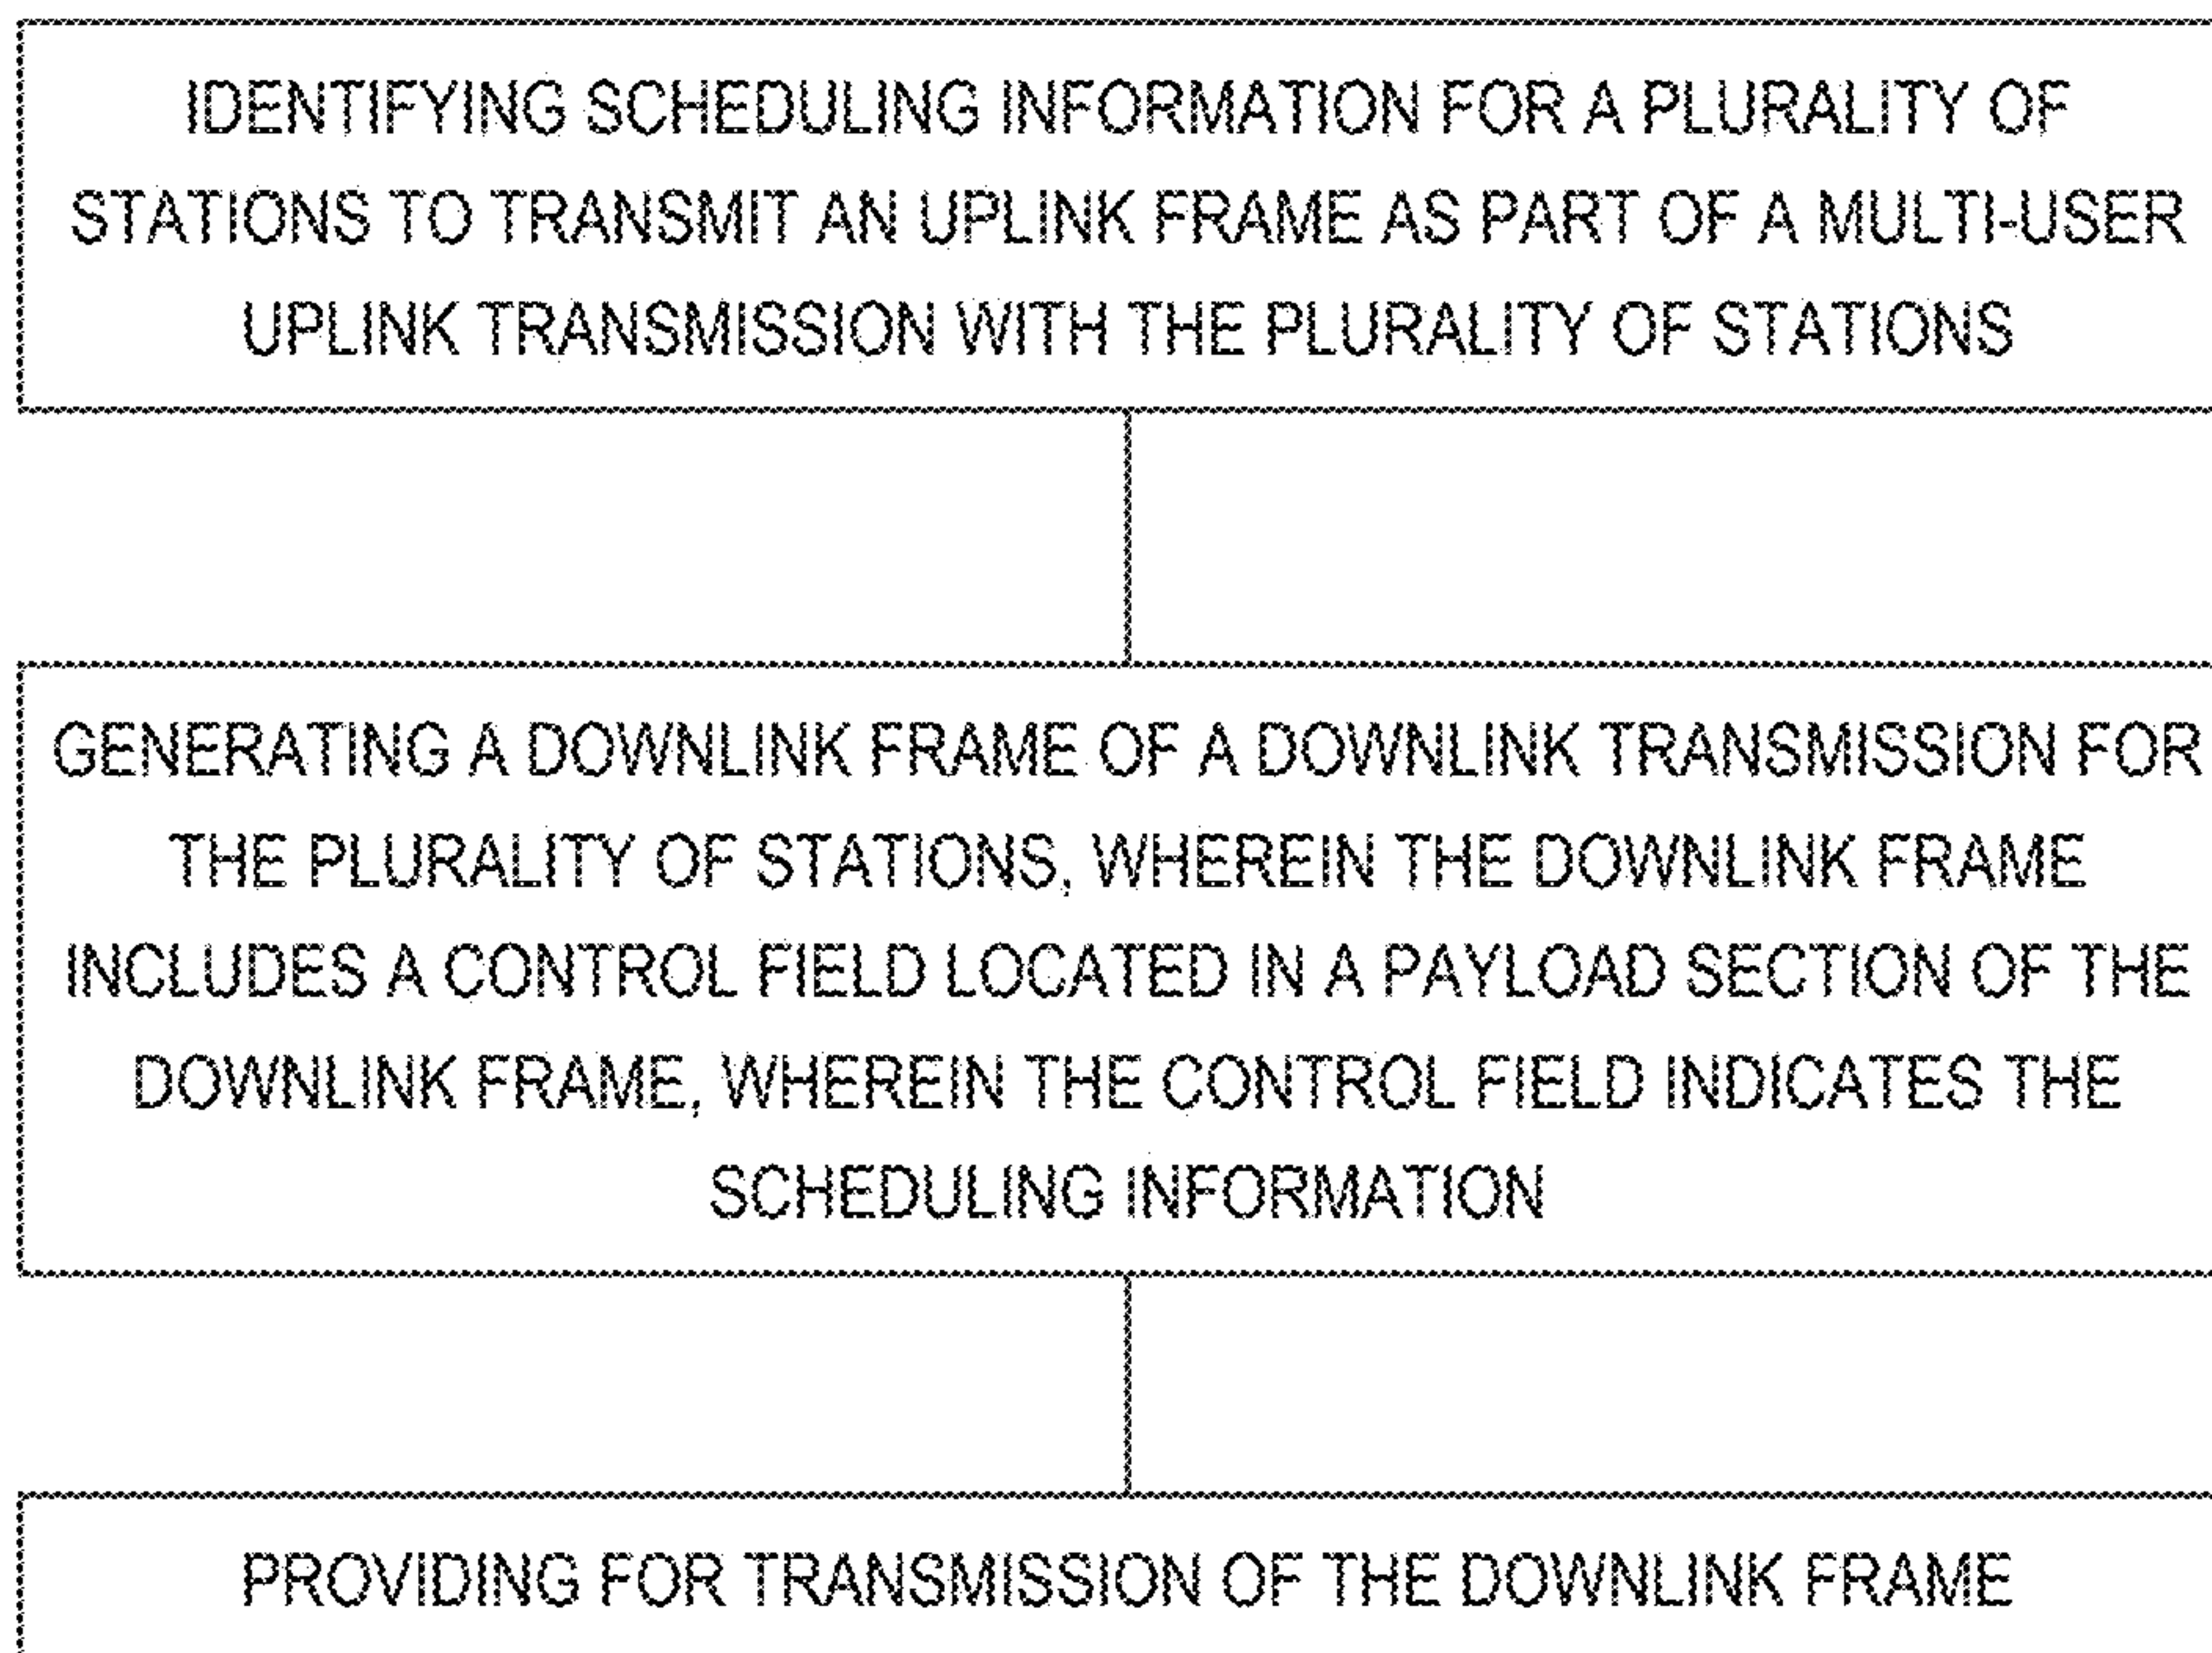 IDENTIFYING SCHEDULING INFORMATION FOR A PLURALITY OF
STATIONS TO TRANSMIT AN UPLINK FRAME AS PART OF A MULTI-USER
UPLINK TRANSMISSION WITH THE PLURALITY OF STATIONS
GENERATING A DOWNLINK FRAME OF A DOWNLINK TRANSMISSION FOR
THE PLURALITY OF STATIONS, WHEREIN THE DOWNLINK FRAME
INCLUDES A CONTROL FIELD LOCATED IN A PAYLOAD SECTION OF THE
DOWNLINK FRAME, WHEREIN THE CONTROL FIELD INDICATES THE
SCHEDULING INFORMATION
PROVIDING FOR TRANSMISSION OF THE DOWNLINK FRAME